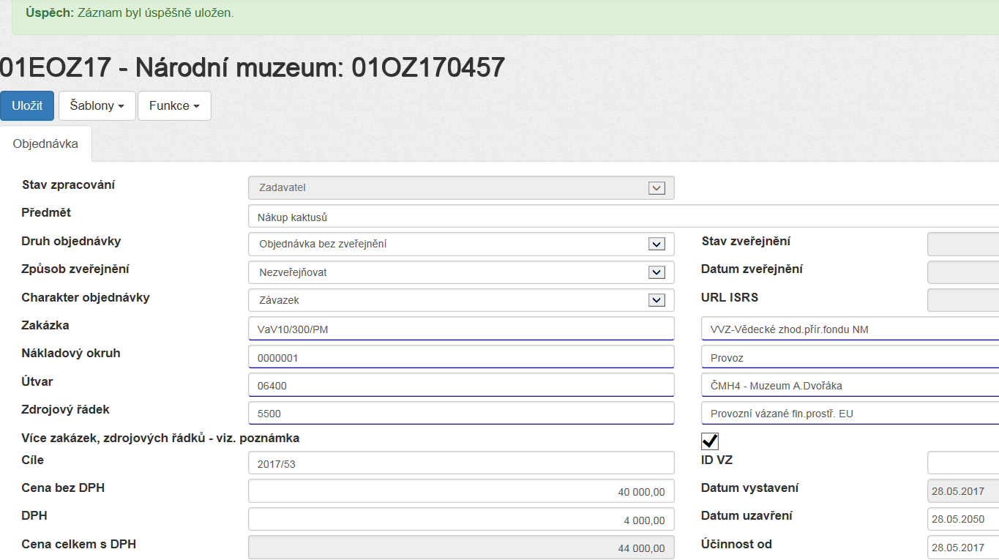 Úspěch: Záznam byl úspěšně uložen.
01EOZ17 - Národní muzeum: 01OZ170457
Uložit Šablony Funkce
Objednávka
Stav zpracování Zadavatel
Předmět Nákup kaktusů
Druh objednávky Objednávka bez zveřejnění Stav zveřejnění
Způsob zveřejnění Nezveřejňovat Datum zveřejnění
Charakter objednávky Závazek URL ISRS
Zakázka VaV10/300/PM VVZ-Vědecké zhod.přír.fondu NM
Nákladový okruh 0000001 Provoz
Útvar 06400 ČMH4 - Muzeum A.Dvořáka
Zdrojový řádek 5500 Provozní vázané fin.prostř. EU
Více zakázek, zdrojových řádků - viz. poznámka
Cíle 2017/53 ID VZ
Cena bez DPH 40 000,00 Datum vystavení 28.05.2017
DPH 4 000,00 Datum uzavření 28.05.2050
Cena celkem s DPH 44 000,00 Účinnost od 28.05.2017